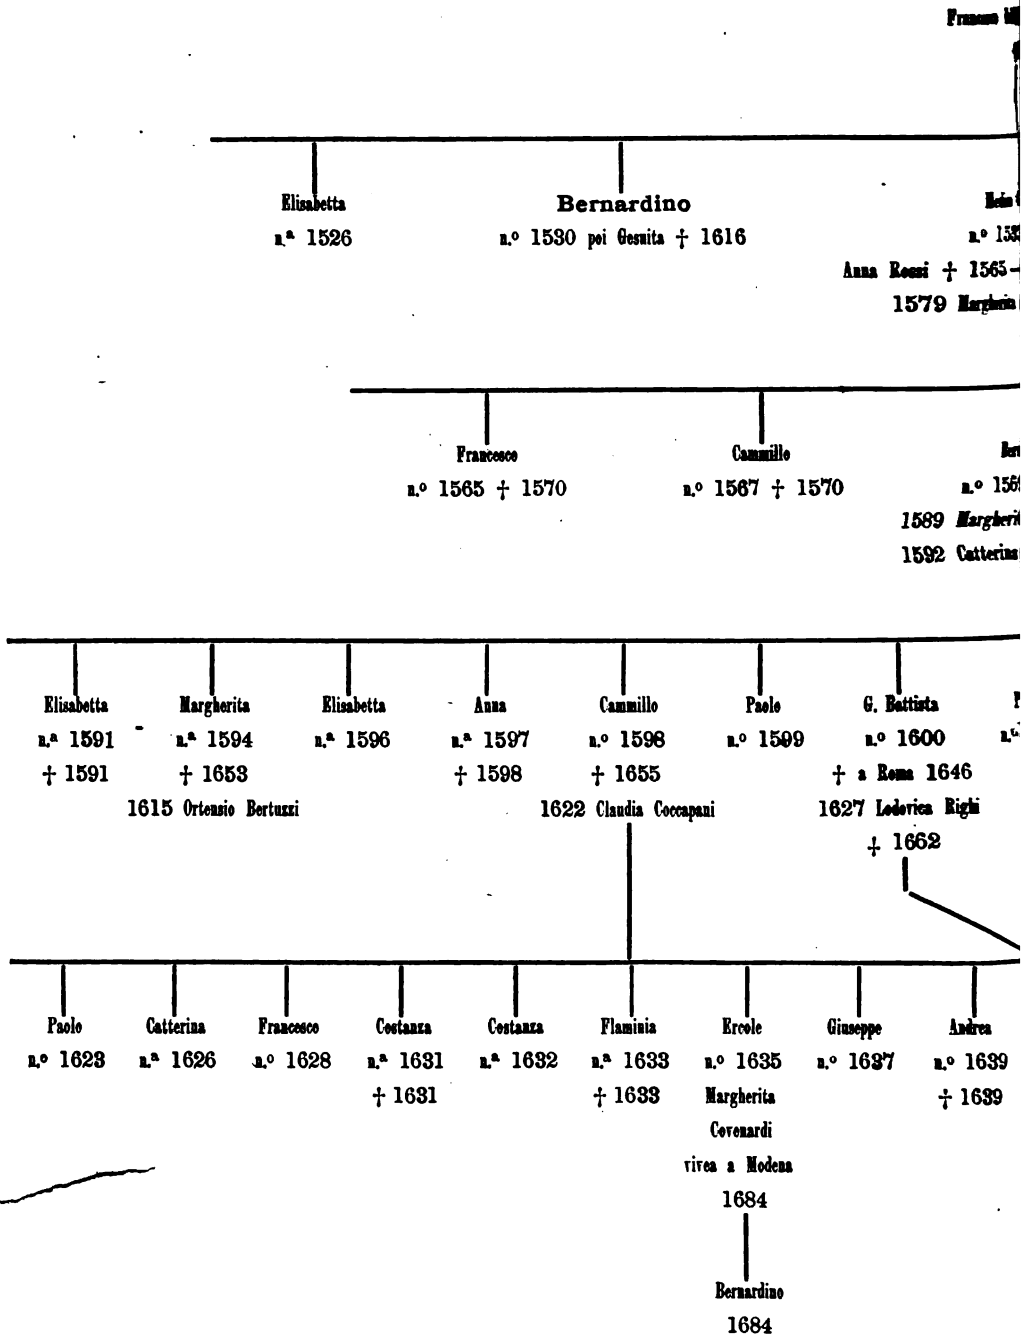 Elisabetta
n.ª 1526
Bernardino
n.º 1530 poi Gesuita † 1616
n.º
Anna Rossi † 1565 –
1579 Margherita
Francesco
n.º 1565 † 1570
Cammillo
n.º 1567 † 1570
n.º
1589
1592 Catterina
Elisabetta
n.ª 1591
† 1591
Margherita
n.ª 1594
† 1653
1615 Ortensio Bertuzzi
Elisabetta
n.ª 1596
Anna
n.ª 1597
† 1598
Cammillo
n.º 1598
† 1655
1622 Claudia Coccapani
Paolo
n.º 1599
G. Battista
n.º 1600
† a Roma 1646
1627 Lodovica Righi
† 1662
Paolo
n.º 1623
Catterina
n.ª 1626
Francesco
n.º 1628
Costanza
n.ª 1631
† 1631
Costanza
n.ª 1632
Flaminia
n.ª 1633
† 1633
Ercole
n.º 1635
Margherita
Covenardi
vivea a Modena
1684
Giuseppe
n.º 1637
Andrea
n.º 1639
† 1639
Bernardino
1684